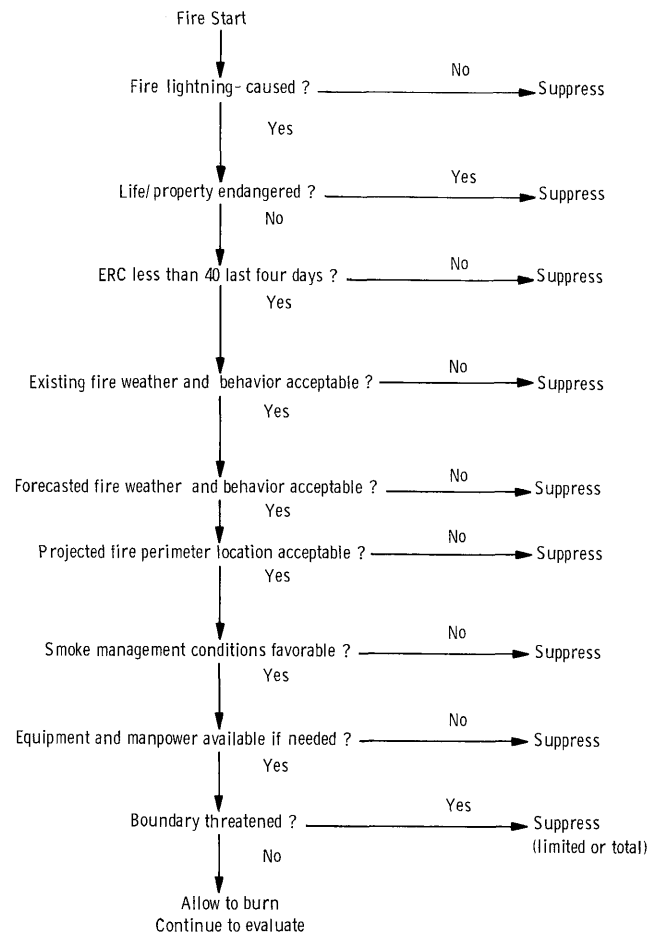 Fire Start
Fire lightning-caused ?
No
Suppress
Yes
Life/property endangered ?
Yes
Suppress
No
ERC less than 40 last four days ?
No
Suppress
Yes
Existing fire weather and behavior acceptable ?
No
Suppress
Yes
Forecasted fire weather and behavior acceptable ?
No
Suppress
Yes
Projected fire perimeter location acceptable ?
No
Suppress
Yes
Smoke management conditions favorable ?
No
Suppress
Yes
Equipment and manpower available if needed ?
No
Suppress
Yes
Boundary threatened ?
Yes
Suppress
(limited or total)
No
Allow to burn
Continue to evaluate